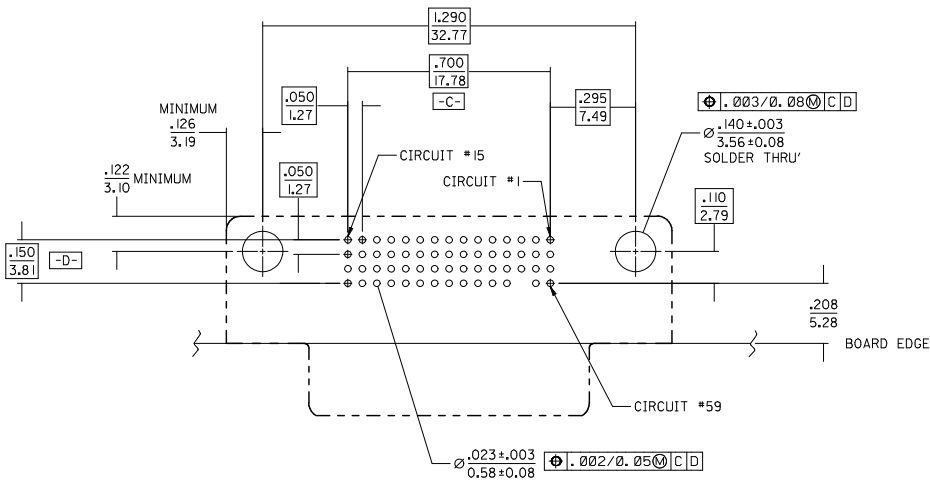 1.290
32.77
.700
17.78
-C-
.050
1.27
.295
7.49
⌖ .003/0.08Ⓜ C D
MINIMUM
.126
3.19
Ø .140±.003
3.56±0.08
SOLDER THRU'
CIRCUIT #15
.122
3.10 MINIMUM
.050
1.27
CIRCUIT #1
.110
2.79
.150
3.81
-D-
.208
5.28
BOARD EDGE
CIRCUIT #59
Ø .023±.003
0.58±0.08
⌖ .002/0.05Ⓜ C D